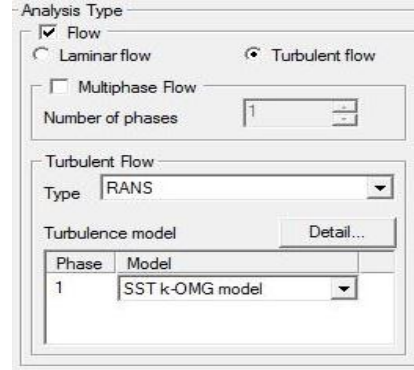 Analysis Type
Flow
Laminar flow Turbulent flow
Multiphase Flow
Number of phases 1
Turbulent Flow
Type RANS
Turbulence model Detail...
Phase Model
1 SST k-OMG model